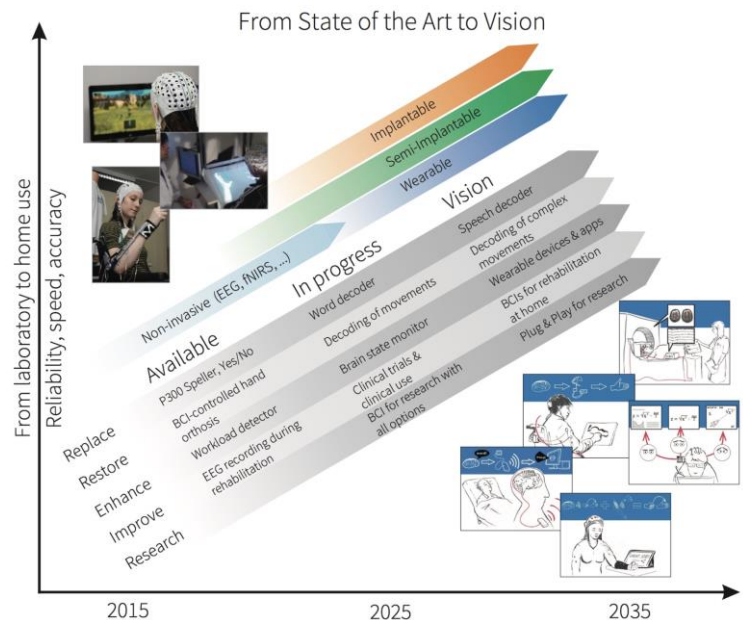 From State of the Art to Vision
From laboratory to home use
Reliability, speed, accuracy
Implantable
Semi-Implantable
Wearable
Non-invasive (EEG, fNIRS, ...)
Available
In progress
Vision
Replace
P300 Speller, Yes/No
Word decoder
Speech decoder
Restore
BCI-controlled hand
orthosis
Decoding of movements
Decoding of complex
movements
Enhance
Workload detector
Brain state monitor
Wearable devices & apps
Improve
EEG recording during
rehabilitation
Clinical trials &
clinical use
BCIs for rehabilitation
at home
Research
BCI for research with
all options
Plug & Play for research
2015
2025
2035